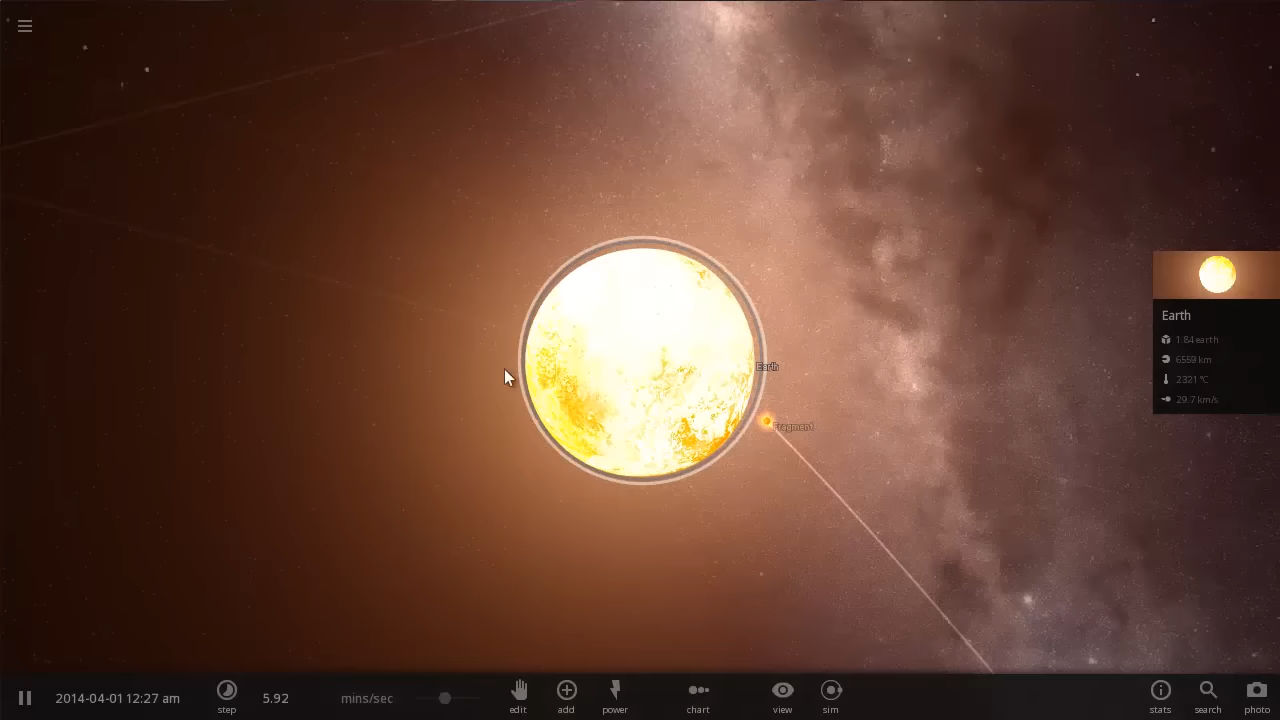 Earth
Fragment
Earth
1.84 earth
6559 km
2321 °C
29.7 km/s
2014-04-01 12:27 am
step
5.92
mins/sec
edit
add
power
chart
view
sim
stats
search
photo